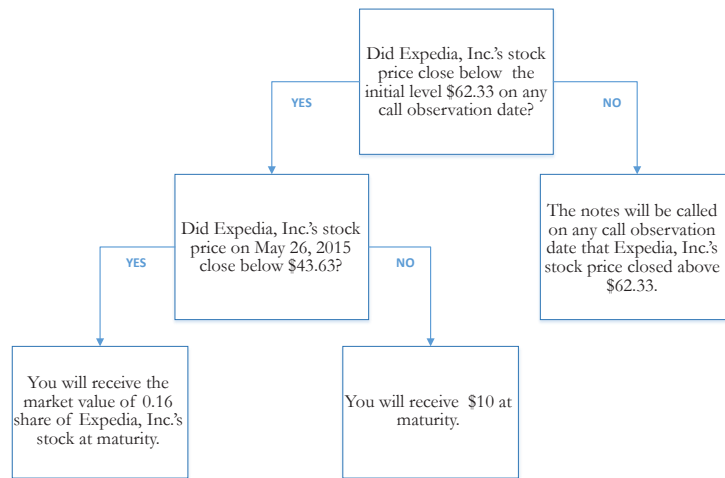 Did Expedia, Inc.'s stock
price close below the
initial level $62.33 on any
call observation date?
YES
NO
Did Expedia, Inc.'s stock
price on May 26, 2015
close below $43.63?
The notes will be called
on any call observation
date that Expedia, Inc.'s
stock price closed above
$62.33.
YES
NO
You will receive the
market value of 0.16
share of Expedia, Inc.'s
stock at maturity.
You will receive $10 at
maturity.